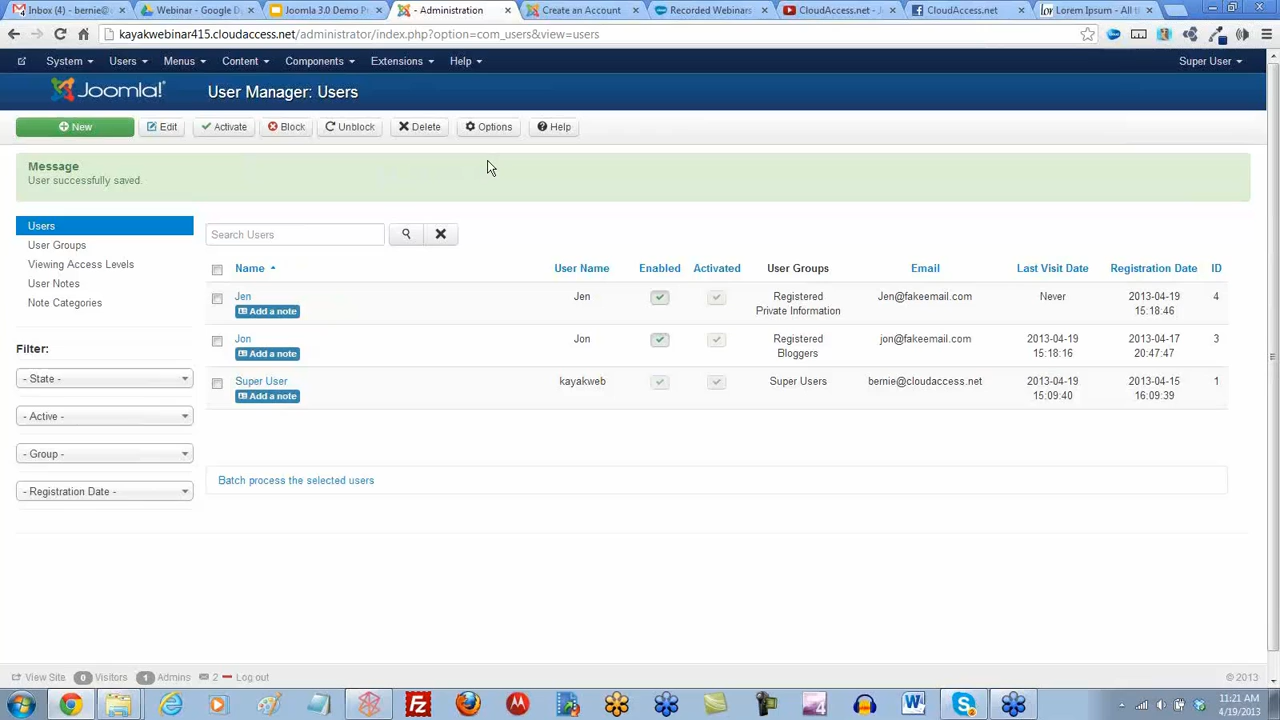 Inbox (4) - bernie@
Webinar - Google D
Joomla 3.0 Demo P
- Administration
Create an Account
Recorded Webinars
CloudAccess.net - J
CloudAccess.net
Lorem Ipsum - All t
kayakwebinar415.cloudaccess.net/administrator/index.php?option=com_users&view=users
System Users Menus Content Components Extensions Help Super User
Joomla! User Manager: Users
New Edit Activate Block Unblock Delete Options Help
Message
User successfully saved.
Users
User Groups
Viewing Access Levels
User Notes
Note Categories
Filter:
- State -
- Active -
- Group -
- Registration Date -
Search Users
Name User Name Enabled Activated User Groups Email Last Visit Date Registration Date ID
Jen Jen Registered Jen@fakeemail.com Never 2013-04-19 4
Add a note Private Information 15:18:46
Jon Jon Registered jon@fakeemail.com 2013-04-19 2013-04-17 3
Add a note Bloggers 15:18:16 20:47:47
Super User kayakweb Super Users bernie@cloudaccess.net 2013-04-19 2013-04-15 1
Add a note 15:09:40 16:09:39
Batch process the selected users
View Site 0 Visitors 1 Admins 2 Log out © 2013
11:21 AM
4/19/2013